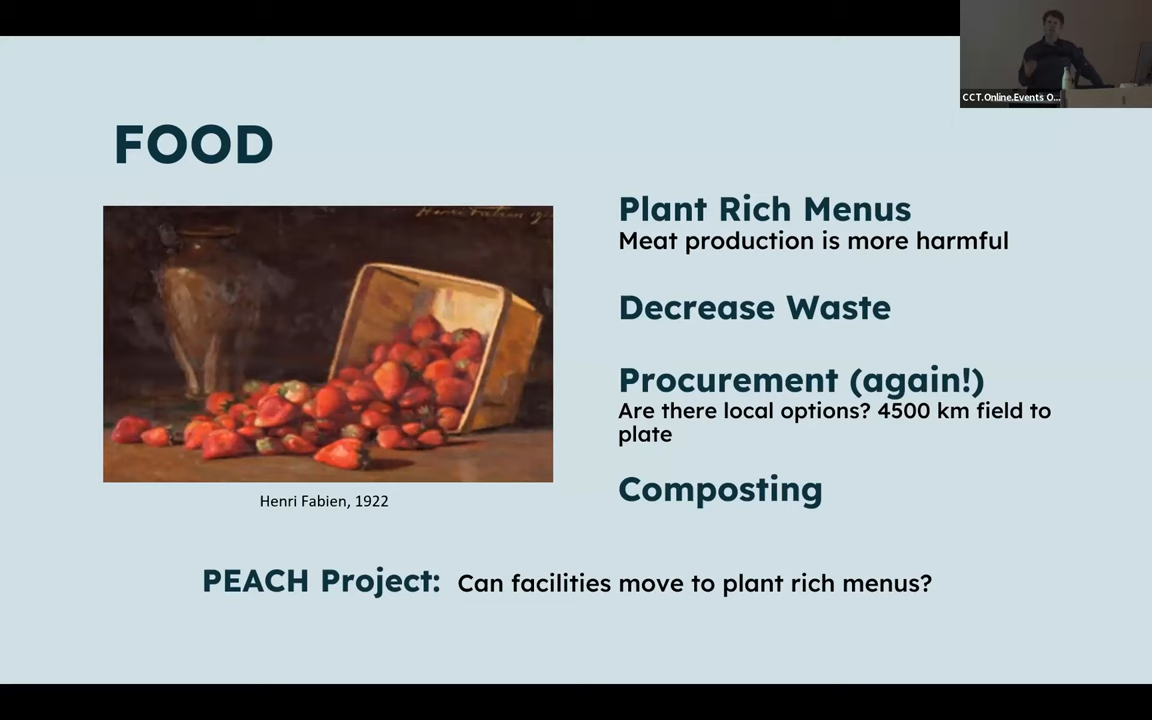 CCT.Online.Events O...
FOOD
Plant Rich Menus
Meat production is more harmful
Decrease Waste
Procurement (again!)
Are there local options? 4500 km field to
plate
Composting
Henri Fabien, 1922
PEACH Project: Can facilities move to plant rich menus?